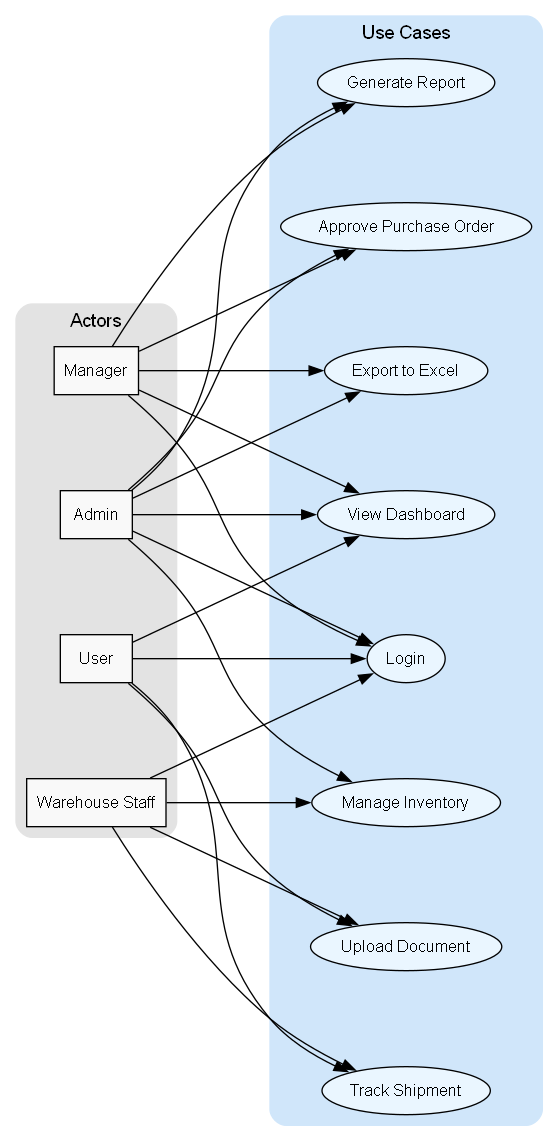 Use Cases
Generate Report
Approve Purchase Order
Actors
Manager
Export to Excel
Admin
View Dashboard
User
Login
Warehouse Staff
Manage Inventory
Upload Document
Track Shipment